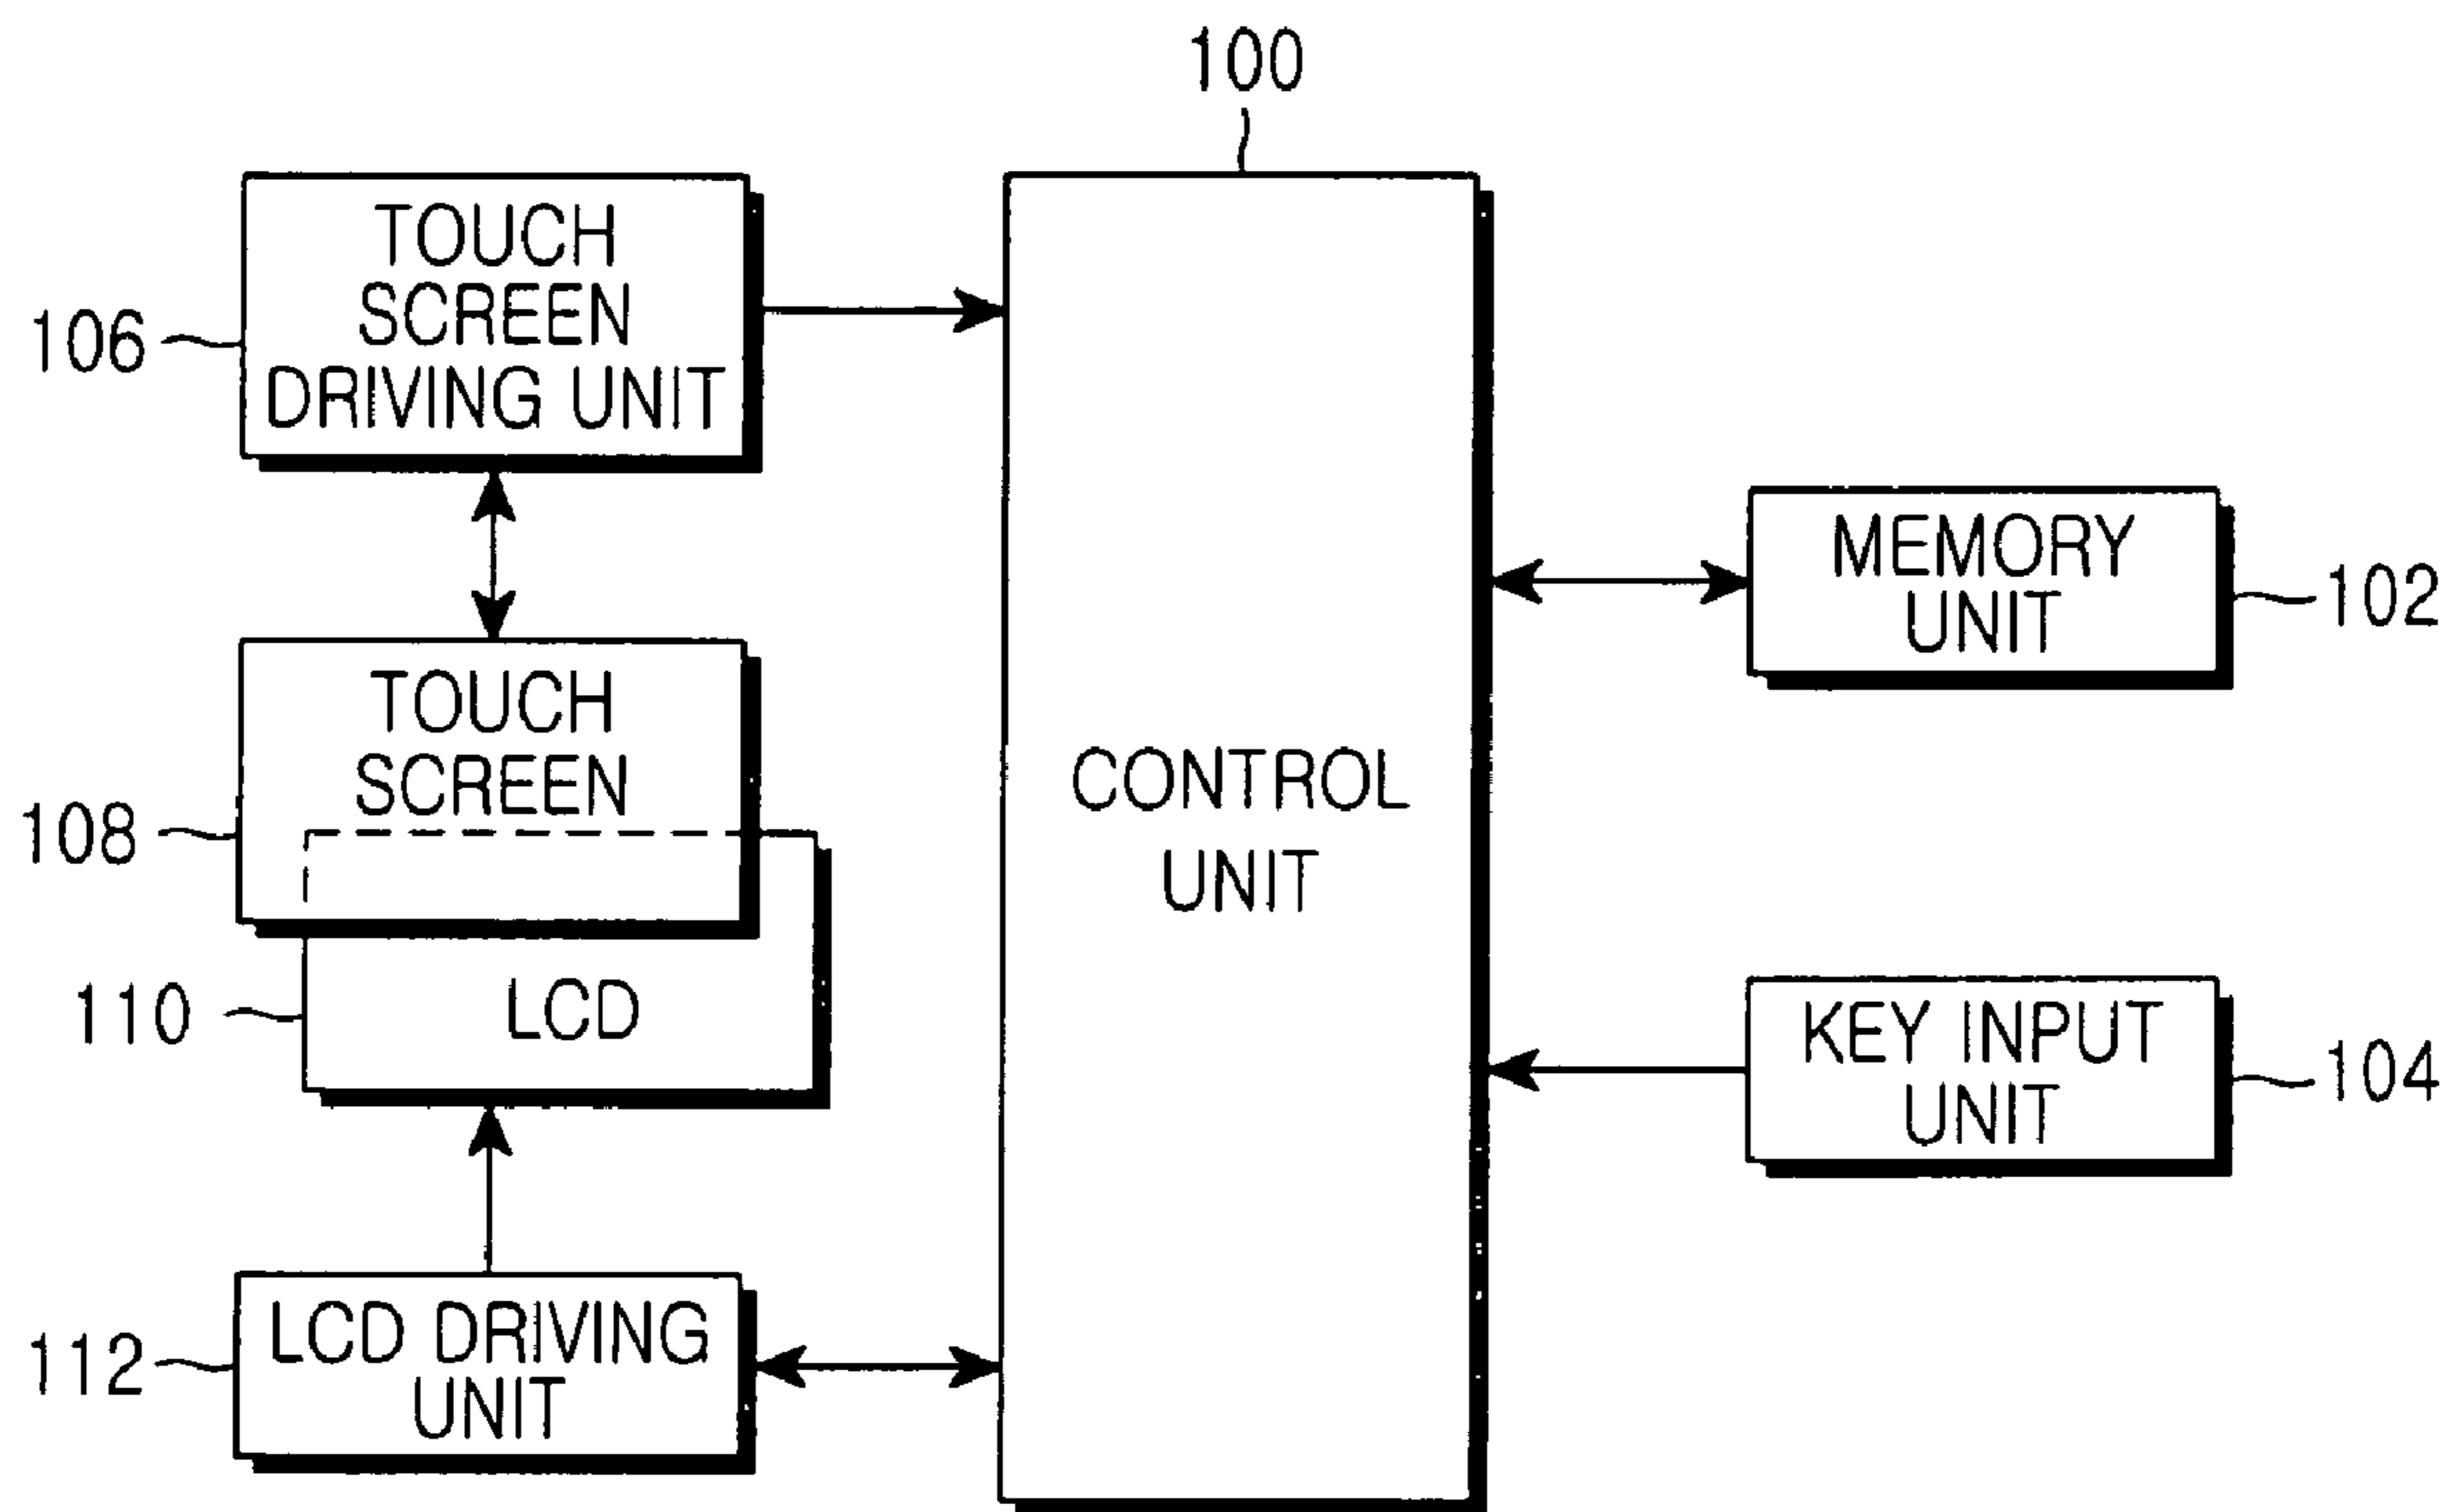 100
TOUCH
SCREEN
DRIVING UNIT
106
TOUCH
SCREEN
108
LCD
110
LCD DRIVING
UNIT
112
CONTROL
UNIT
MEMORY
UNIT
102
KEY INPUT
UNIT
104